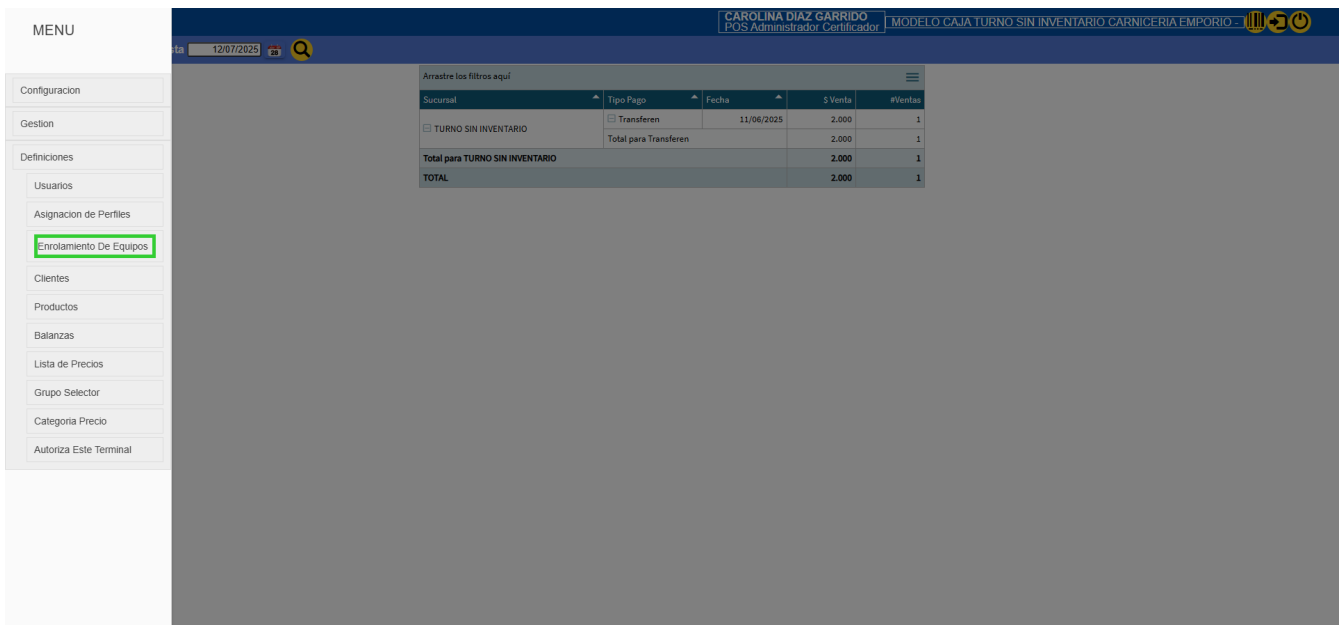 MENU
CAROLINA DIAZ GARRIDO
POS Administrador Certificador
MODELO CAJA TURNO SIN INVENTARIO CARNICERIA EMPORIO -
sta 12/07/2025 28
Configuracion
Gestion
Definiciones
Usuarios
Asignacion de Perfiles
Enrolamiento De Equipos
Clientes
Productos
Balanzas
Lista de Precios
Grupo Selector
Categoria Precio
Autoriza Este Terminal
Arrastre los filtros aquí
Sucursal Tipo Pago Fecha $ Venta #Ventas
TURNO SIN INVENTARIO Transferen 11/06/2025 2.000 1
Total para Transferen 2.000 1
Total para TURNO SIN INVENTARIO 2.000 1
TOTAL 2.000 1